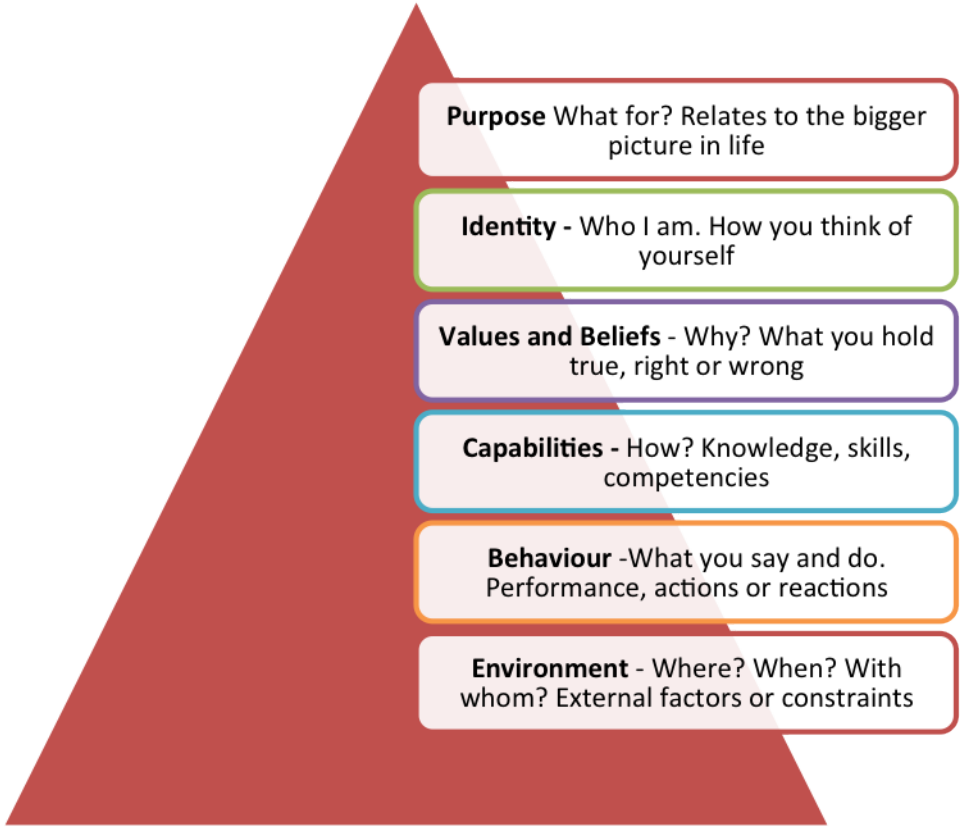 Purpose What for? Relates to the bigger
picture in life
Identity - Who I am. How you think of
yourself
Values and Beliefs - Why? What you hold
true, right or wrong
Capabilities - How? Knowledge, skills,
competencies
Behaviour -What you say and do.
Performance, actions or reactions
Environment - Where? When? With
whom? External factors or constraints